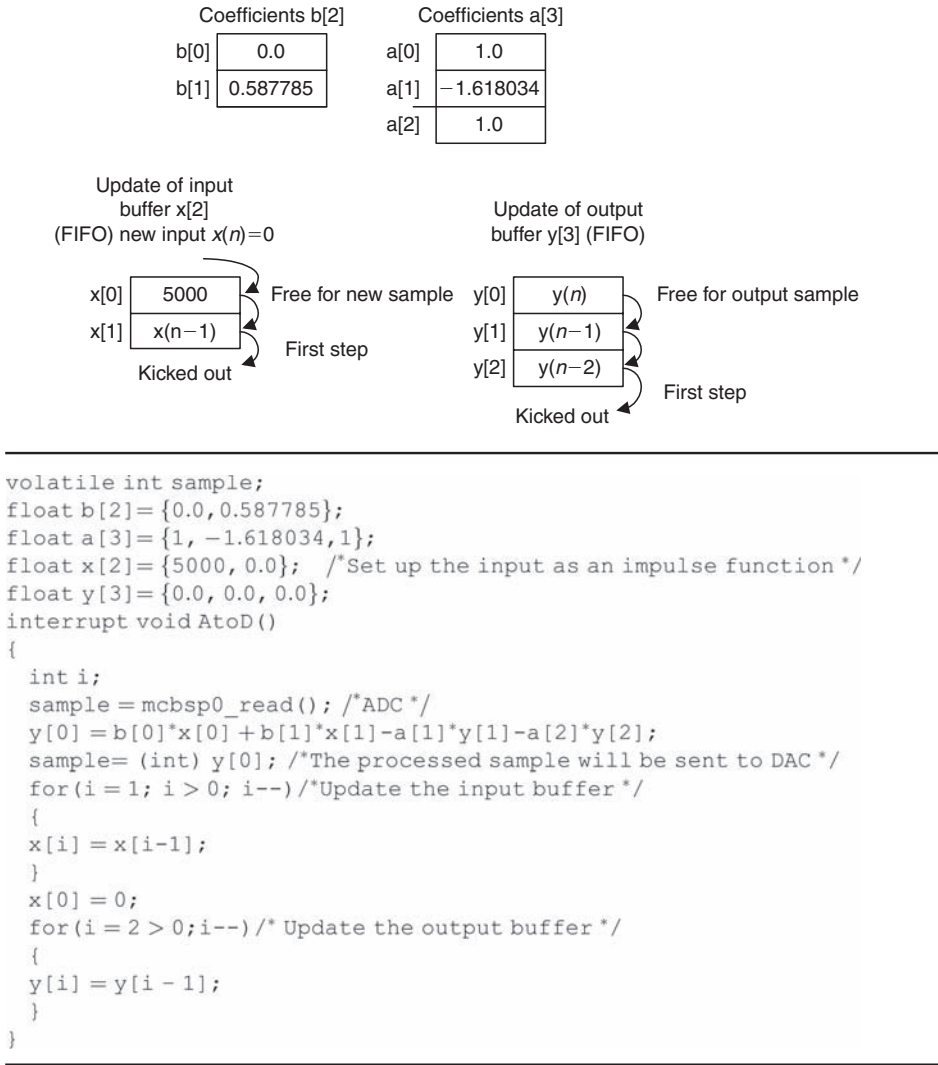 Coefficients b[2]
Coefficients a[3]
b[0] 0.0
b[1] 0.587785
a[0] 1.0
a[1] −1.618034
a[2] 1.0
Update of input
buffer x[2]
(FIFO) new input x(n)=0
x[0] 5000 Free for new sample
x[1] x(n−1)
First step
Kicked out
Update of output
buffer y[3] (FIFO)
y[0] y(n) Free for output sample
y[1] y(n−1)
y[2] y(n−2)
First step
Kicked out
volatile int sample;
float b[2]= {0.0,0.587785};
float a[3]= {1, −1.618034,1};
float x[2]= {5000, 0.0}; /*Set up the input as an impulse function */
float y[3]= {0.0, 0.0, 0.0};
interrupt void AtoD()
{
int i;
sample = mcbsp0_read(); /*ADC */
y[0] = b[0]*x[0] +b[1]*x[1]-a[1]*y[1]-a[2]*y[2];
sample= (int) y[0]; /*The processed sample will be sent to DAC */
for(i = 1; i > 0; i--)/*Update the input buffer */
{
x[i] = x[i-1];
}
x[0] = 0;
for(i = 2 > 0;i--)/* Update the output buffer */
{
y[i] = y[i − 1];
}
}